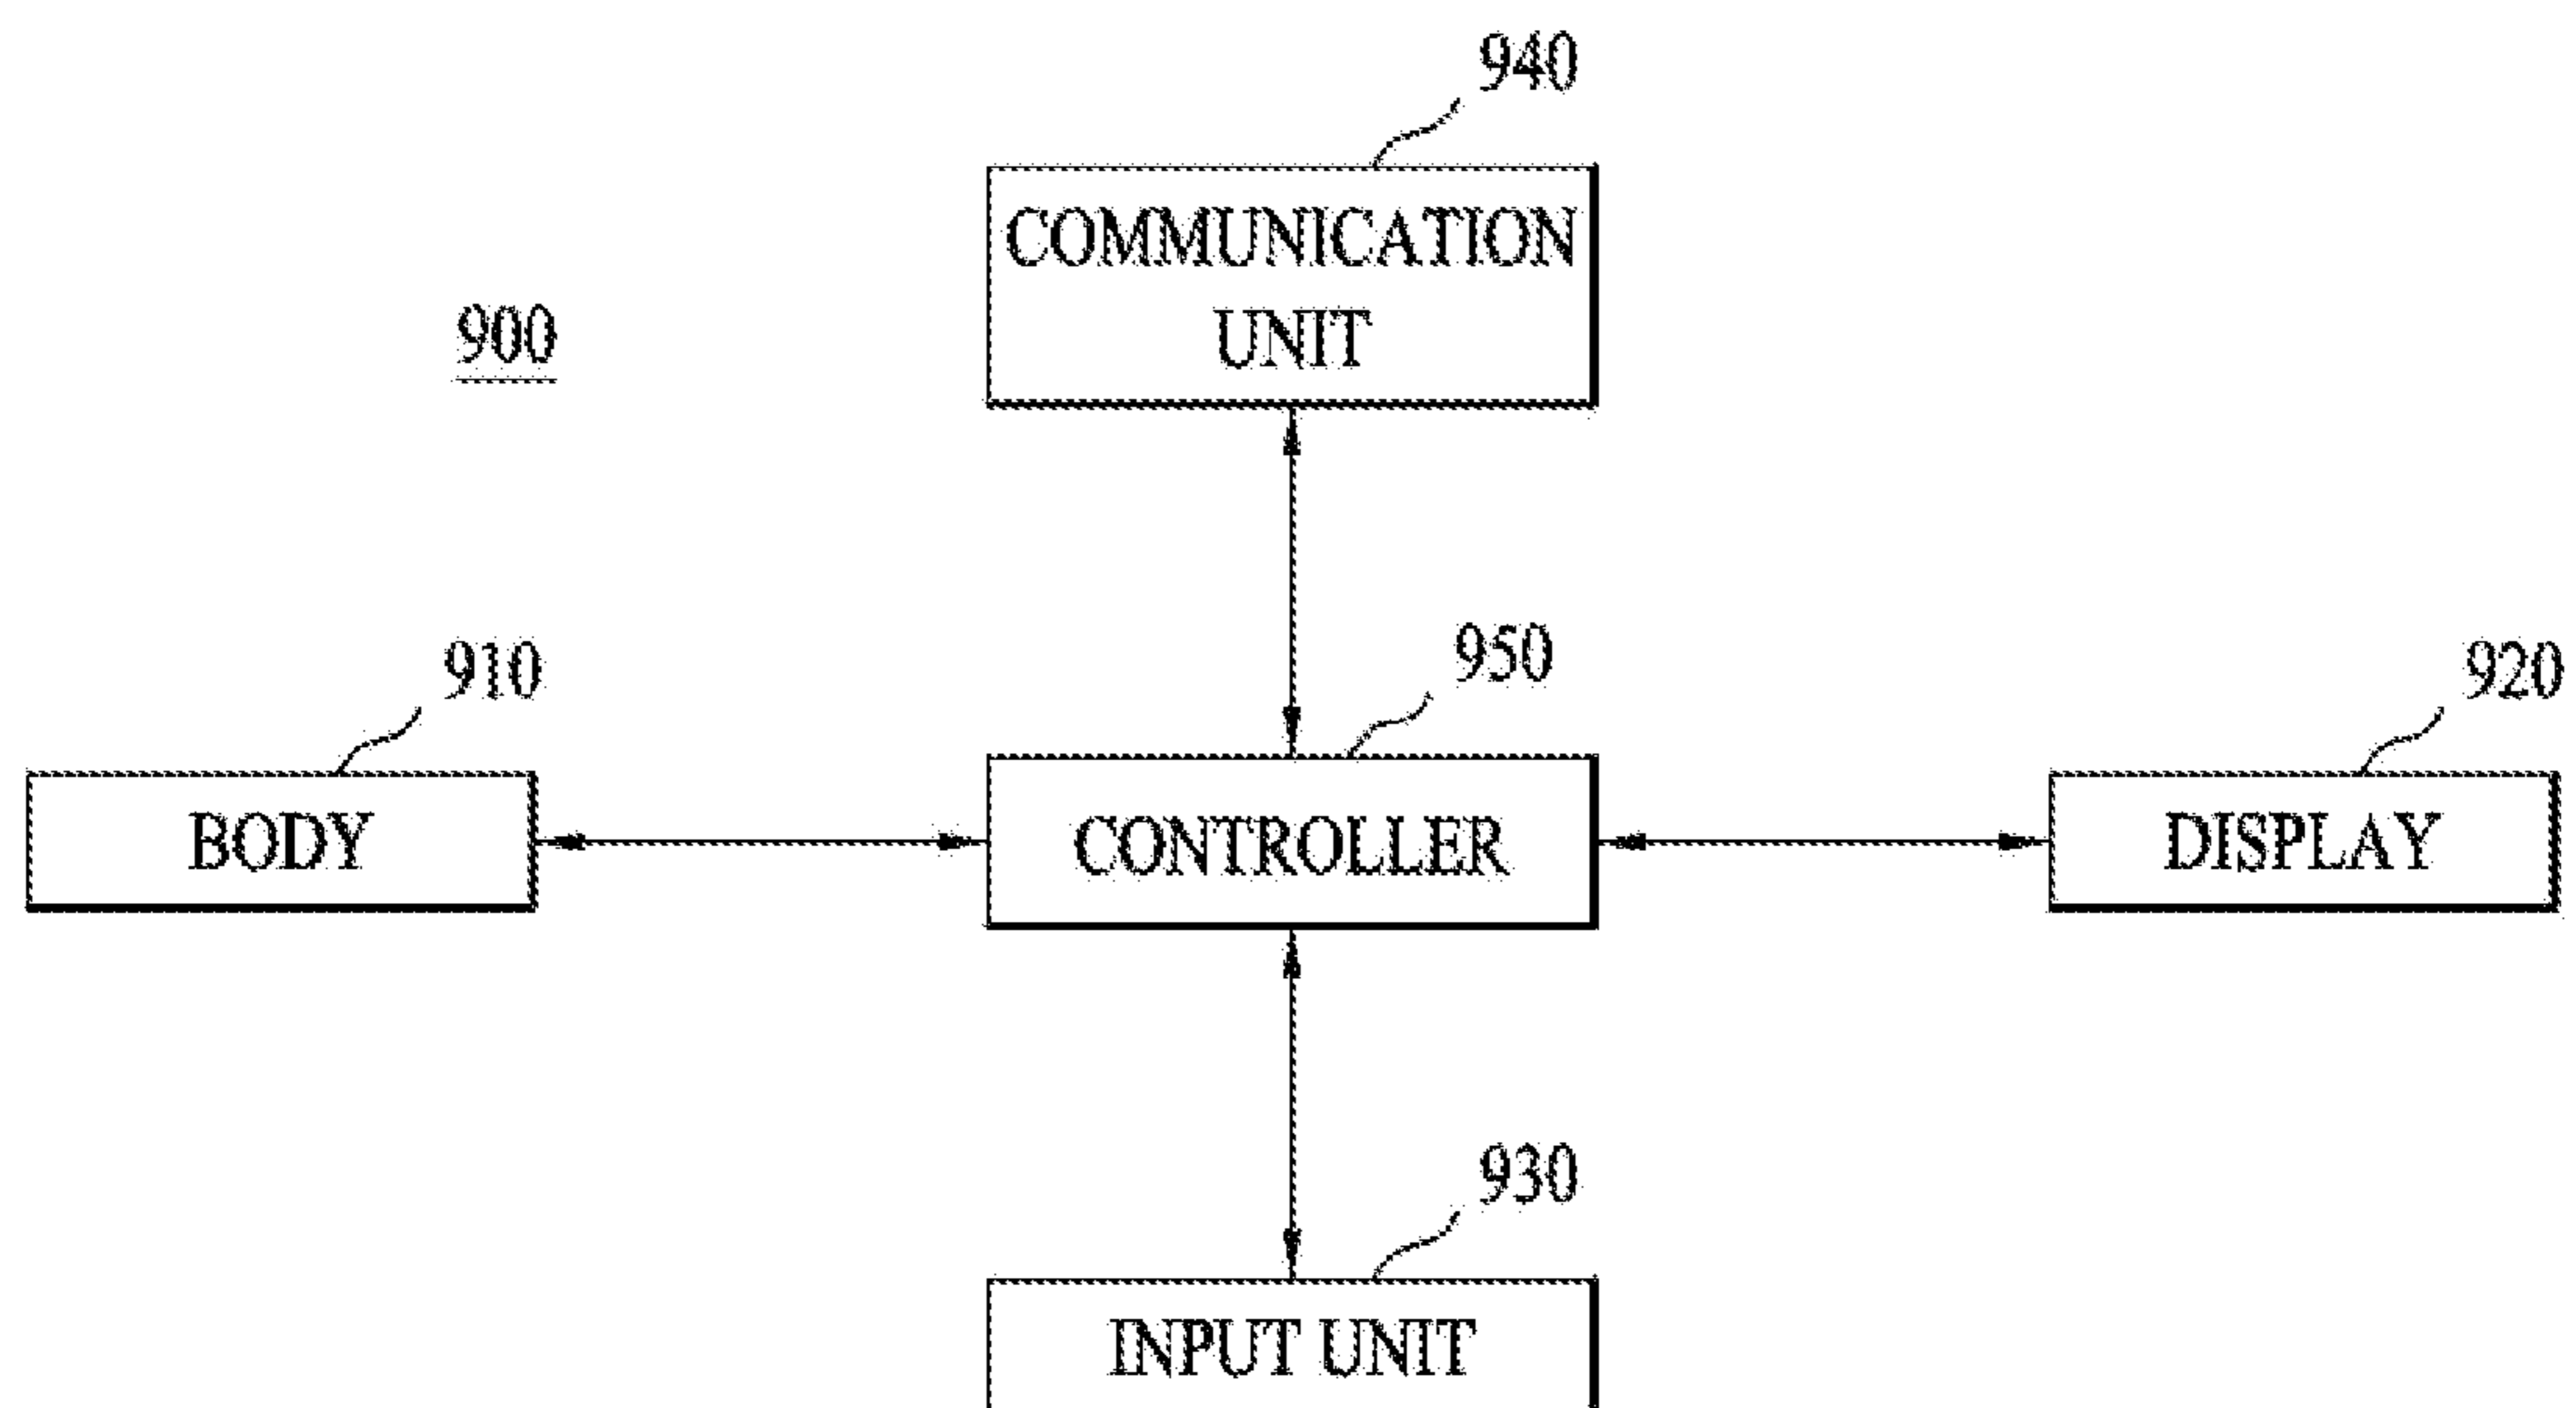 940
COMMUNICATION
UNIT
900
910
950
920
BODY
CONTROLLER
DISPLAY
930
INPUT UNIT